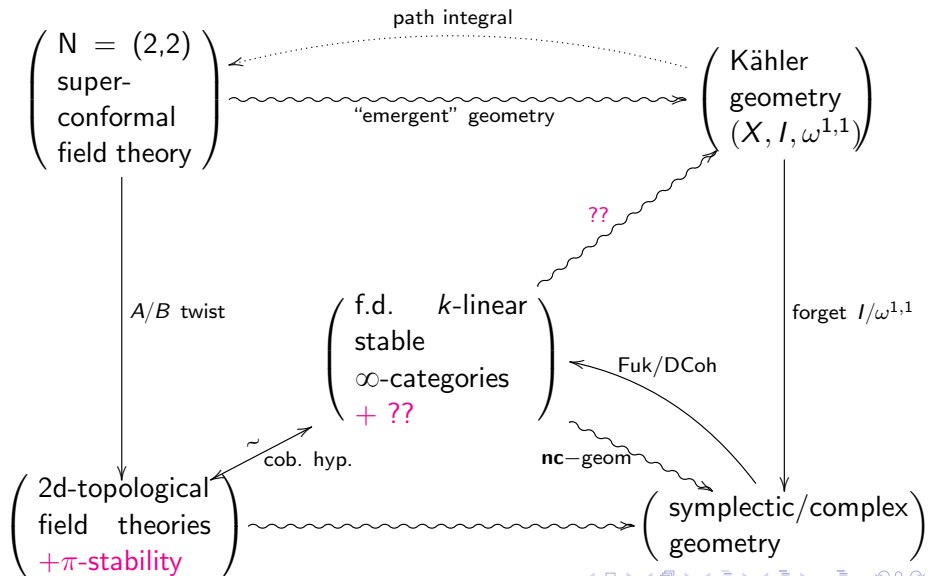 path integral
N = (2,2)
super-
conformal
field theory
"emergent" geometry
Kähler
geometry
(X, I, ω^{1,1})
??
A/B twist
forget I/ω^{1,1}
f.d. k-linear
stable
∞-categories
+ ??
Fuk/DCoh
~
cob. hyp.
nc−geom
2d-topological
field theories
+π-stability
symplectic/complex
geometry